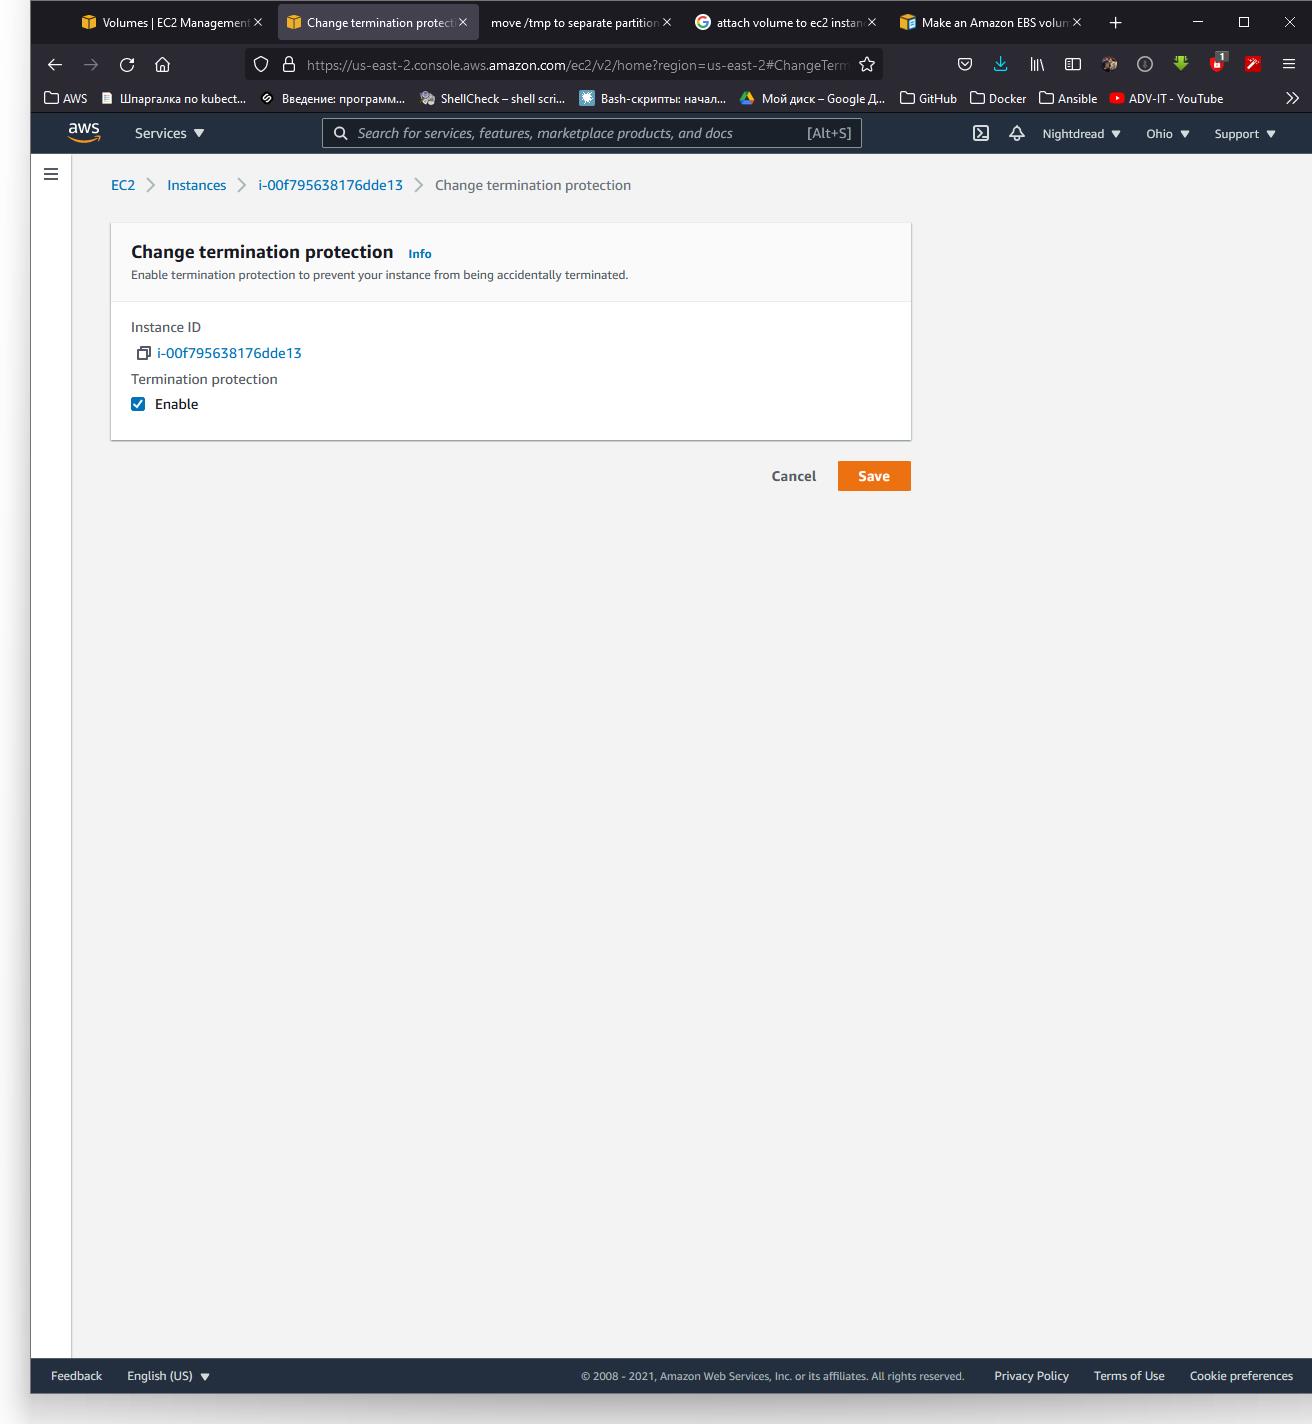 Volumes | EC2 Management
Change termination protecti
move /tmp to separate partition
attach volume to ec2 instan
Make an Amazon EBS volum
https://us-east-2.console.aws.amazon.com/ec2/v2/home?region=us-east-2#ChangeTerm
1
AWS
Шпаргалка по kubect...
Введение: программ...
ShellCheck – shell scri...
Bash-скрипты: начал...
Мой диск – Google Д...
GitHub
Docker
Ansible
ADV-IT - YouTube
aws
Services
Search for services, features, marketplace products, and docs
[Alt+S]
Nightdread
Ohio
Support
EC2
Instances
i-00f795638176dde13
Change termination protection
Change termination protection Info
Enable termination protection to prevent your instance from being accidentally terminated.
Instance ID
i-00f795638176dde13
Termination protection
Enable
Cancel
Save
Feedback
English (US)
© 2008 - 2021, Amazon Web Services, Inc. or its affiliates. All rights reserved.
Privacy Policy
Terms of Use
Cookie preferences